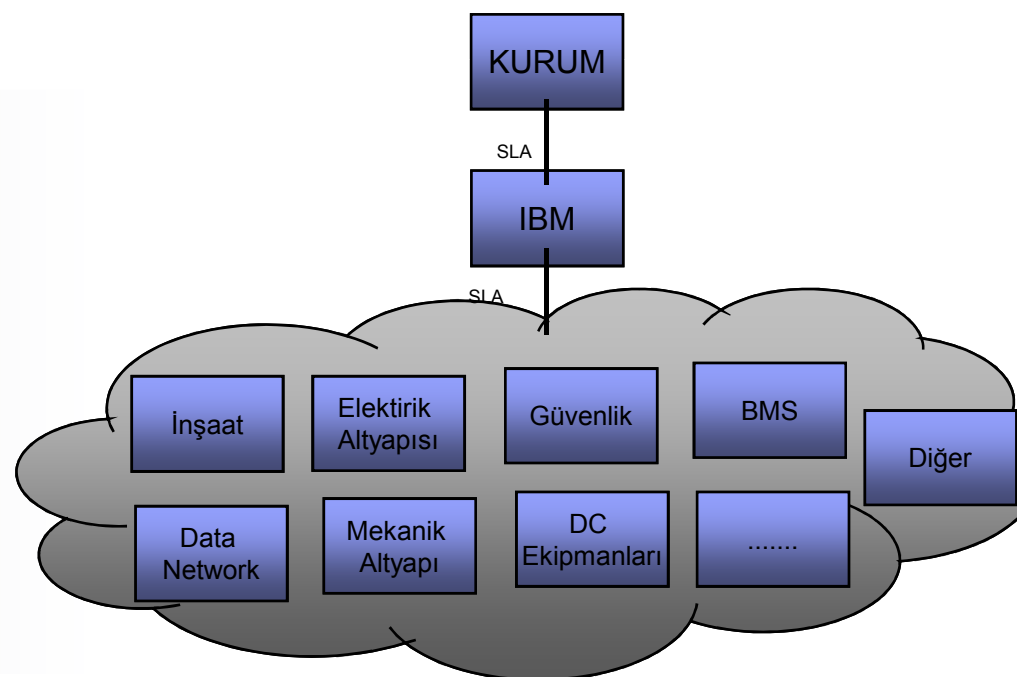 KURUM
SLA
IBM
SLA
İnşaat
Elektirik
Altyapısı
Güvenlik
BMS
Diğer
Data
Network
Mekanik
Altyapı
DC
Ekipmanları
.......